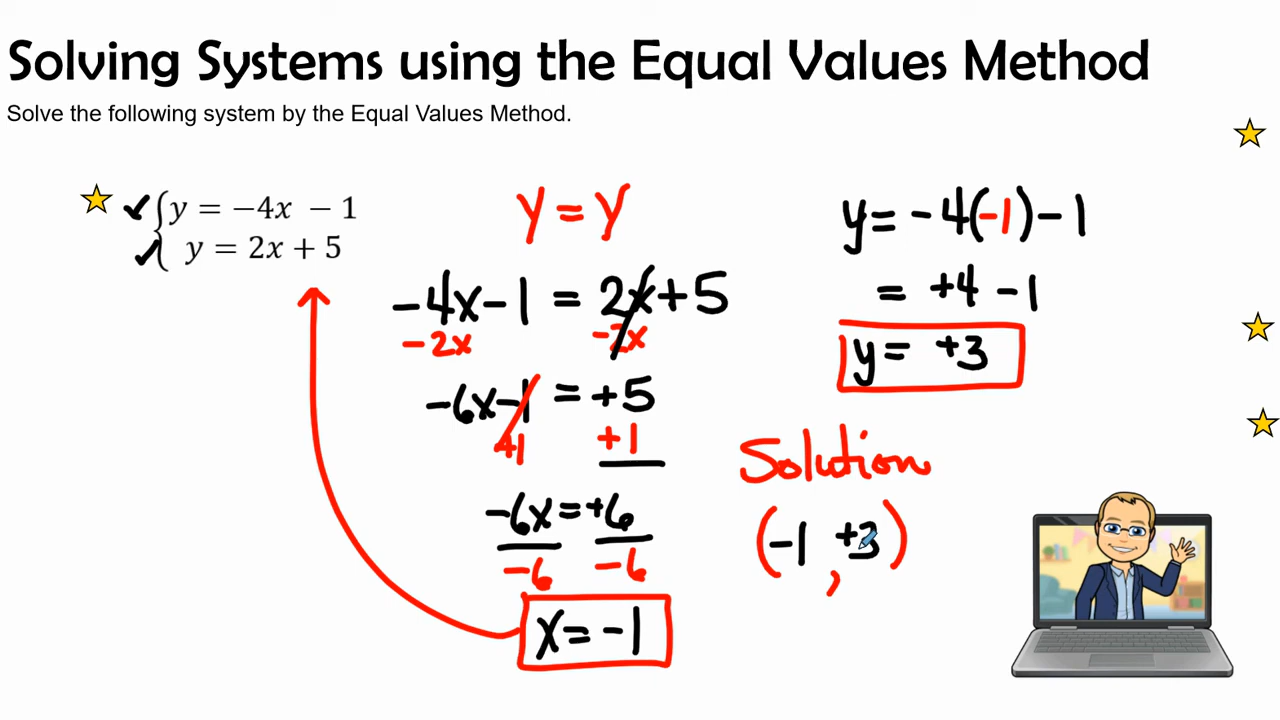 Solving Systems using the Equal Values Method
Solve the following system by the Equal Values Method.
y = −4x − 1
y = 2x + 5
y = y
-4x-1 = 2x+5
-2x -2x
-6x-1 = +5
+1 +1
-6x=+6
-6 -6
x=-1
y= -4(-1)-1
= +4 -1
y= +3
Solution
(-1, +3)